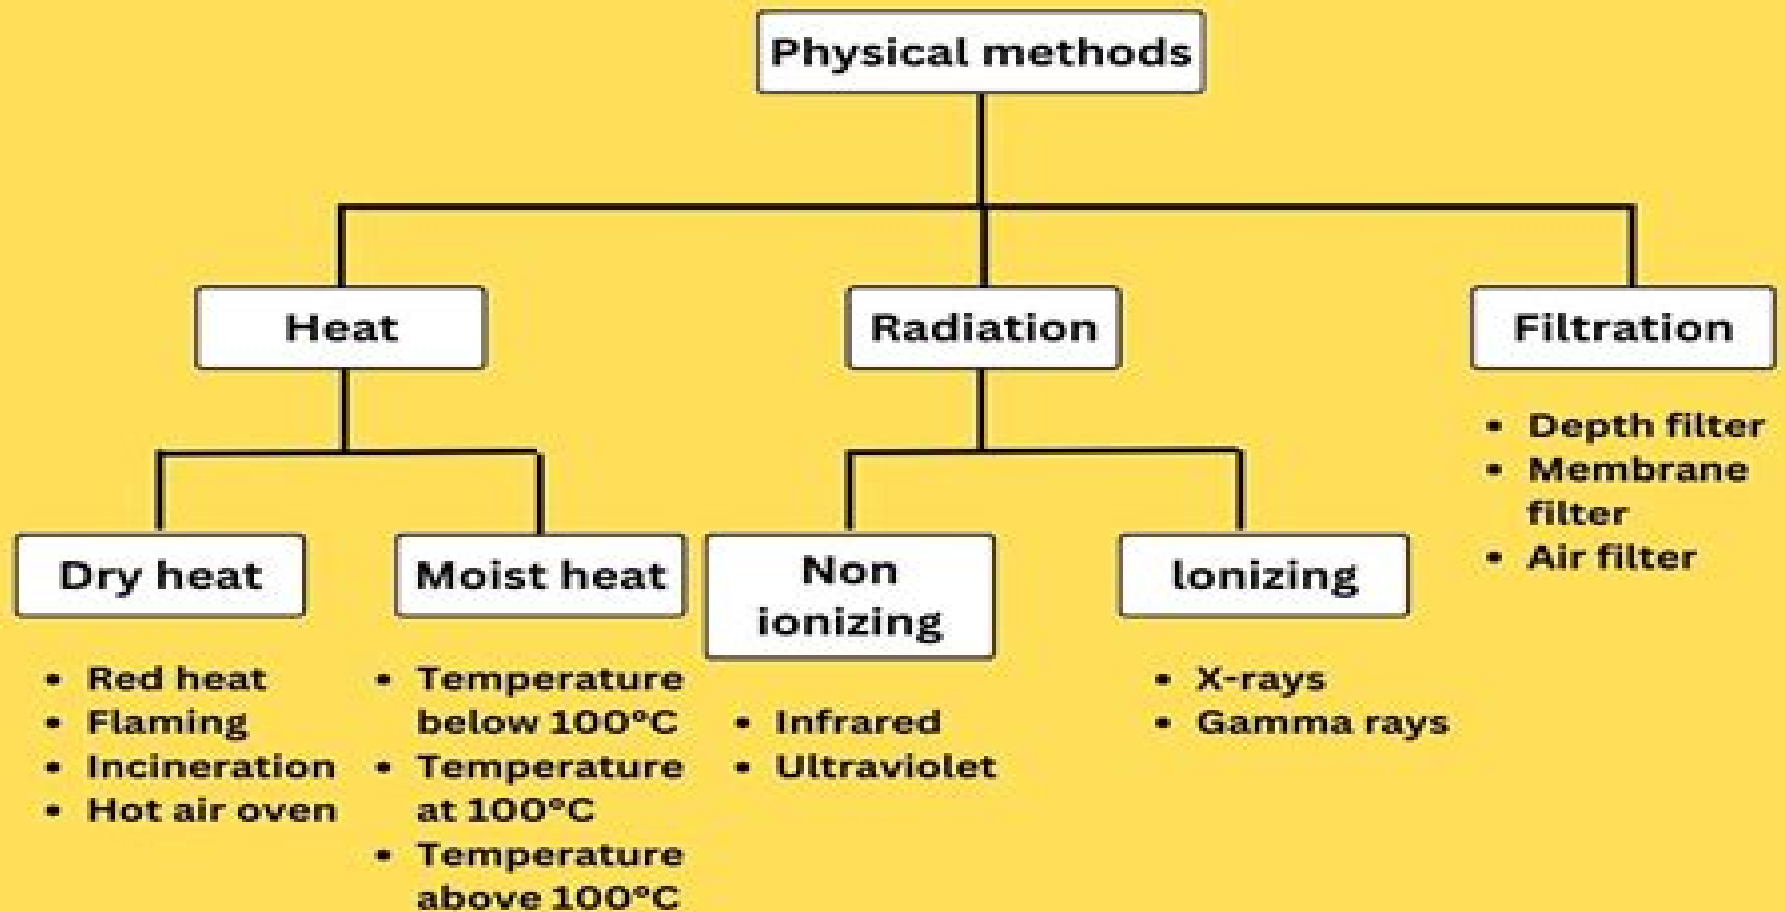 Physical methods
Heat
Radiation
Filtration
• Depth filter
• Membrane
filter
• Air filter
Dry heat
Moist heat
Non
ionizing
Ionizing
• Red heat
• Flaming
• Incineration
• Hot air oven
• Temperature
below 100°C
• Temperature
at 100°C
• Temperature
above 100°C
• Infrared
• Ultraviolet
• X-rays
• Gamma rays